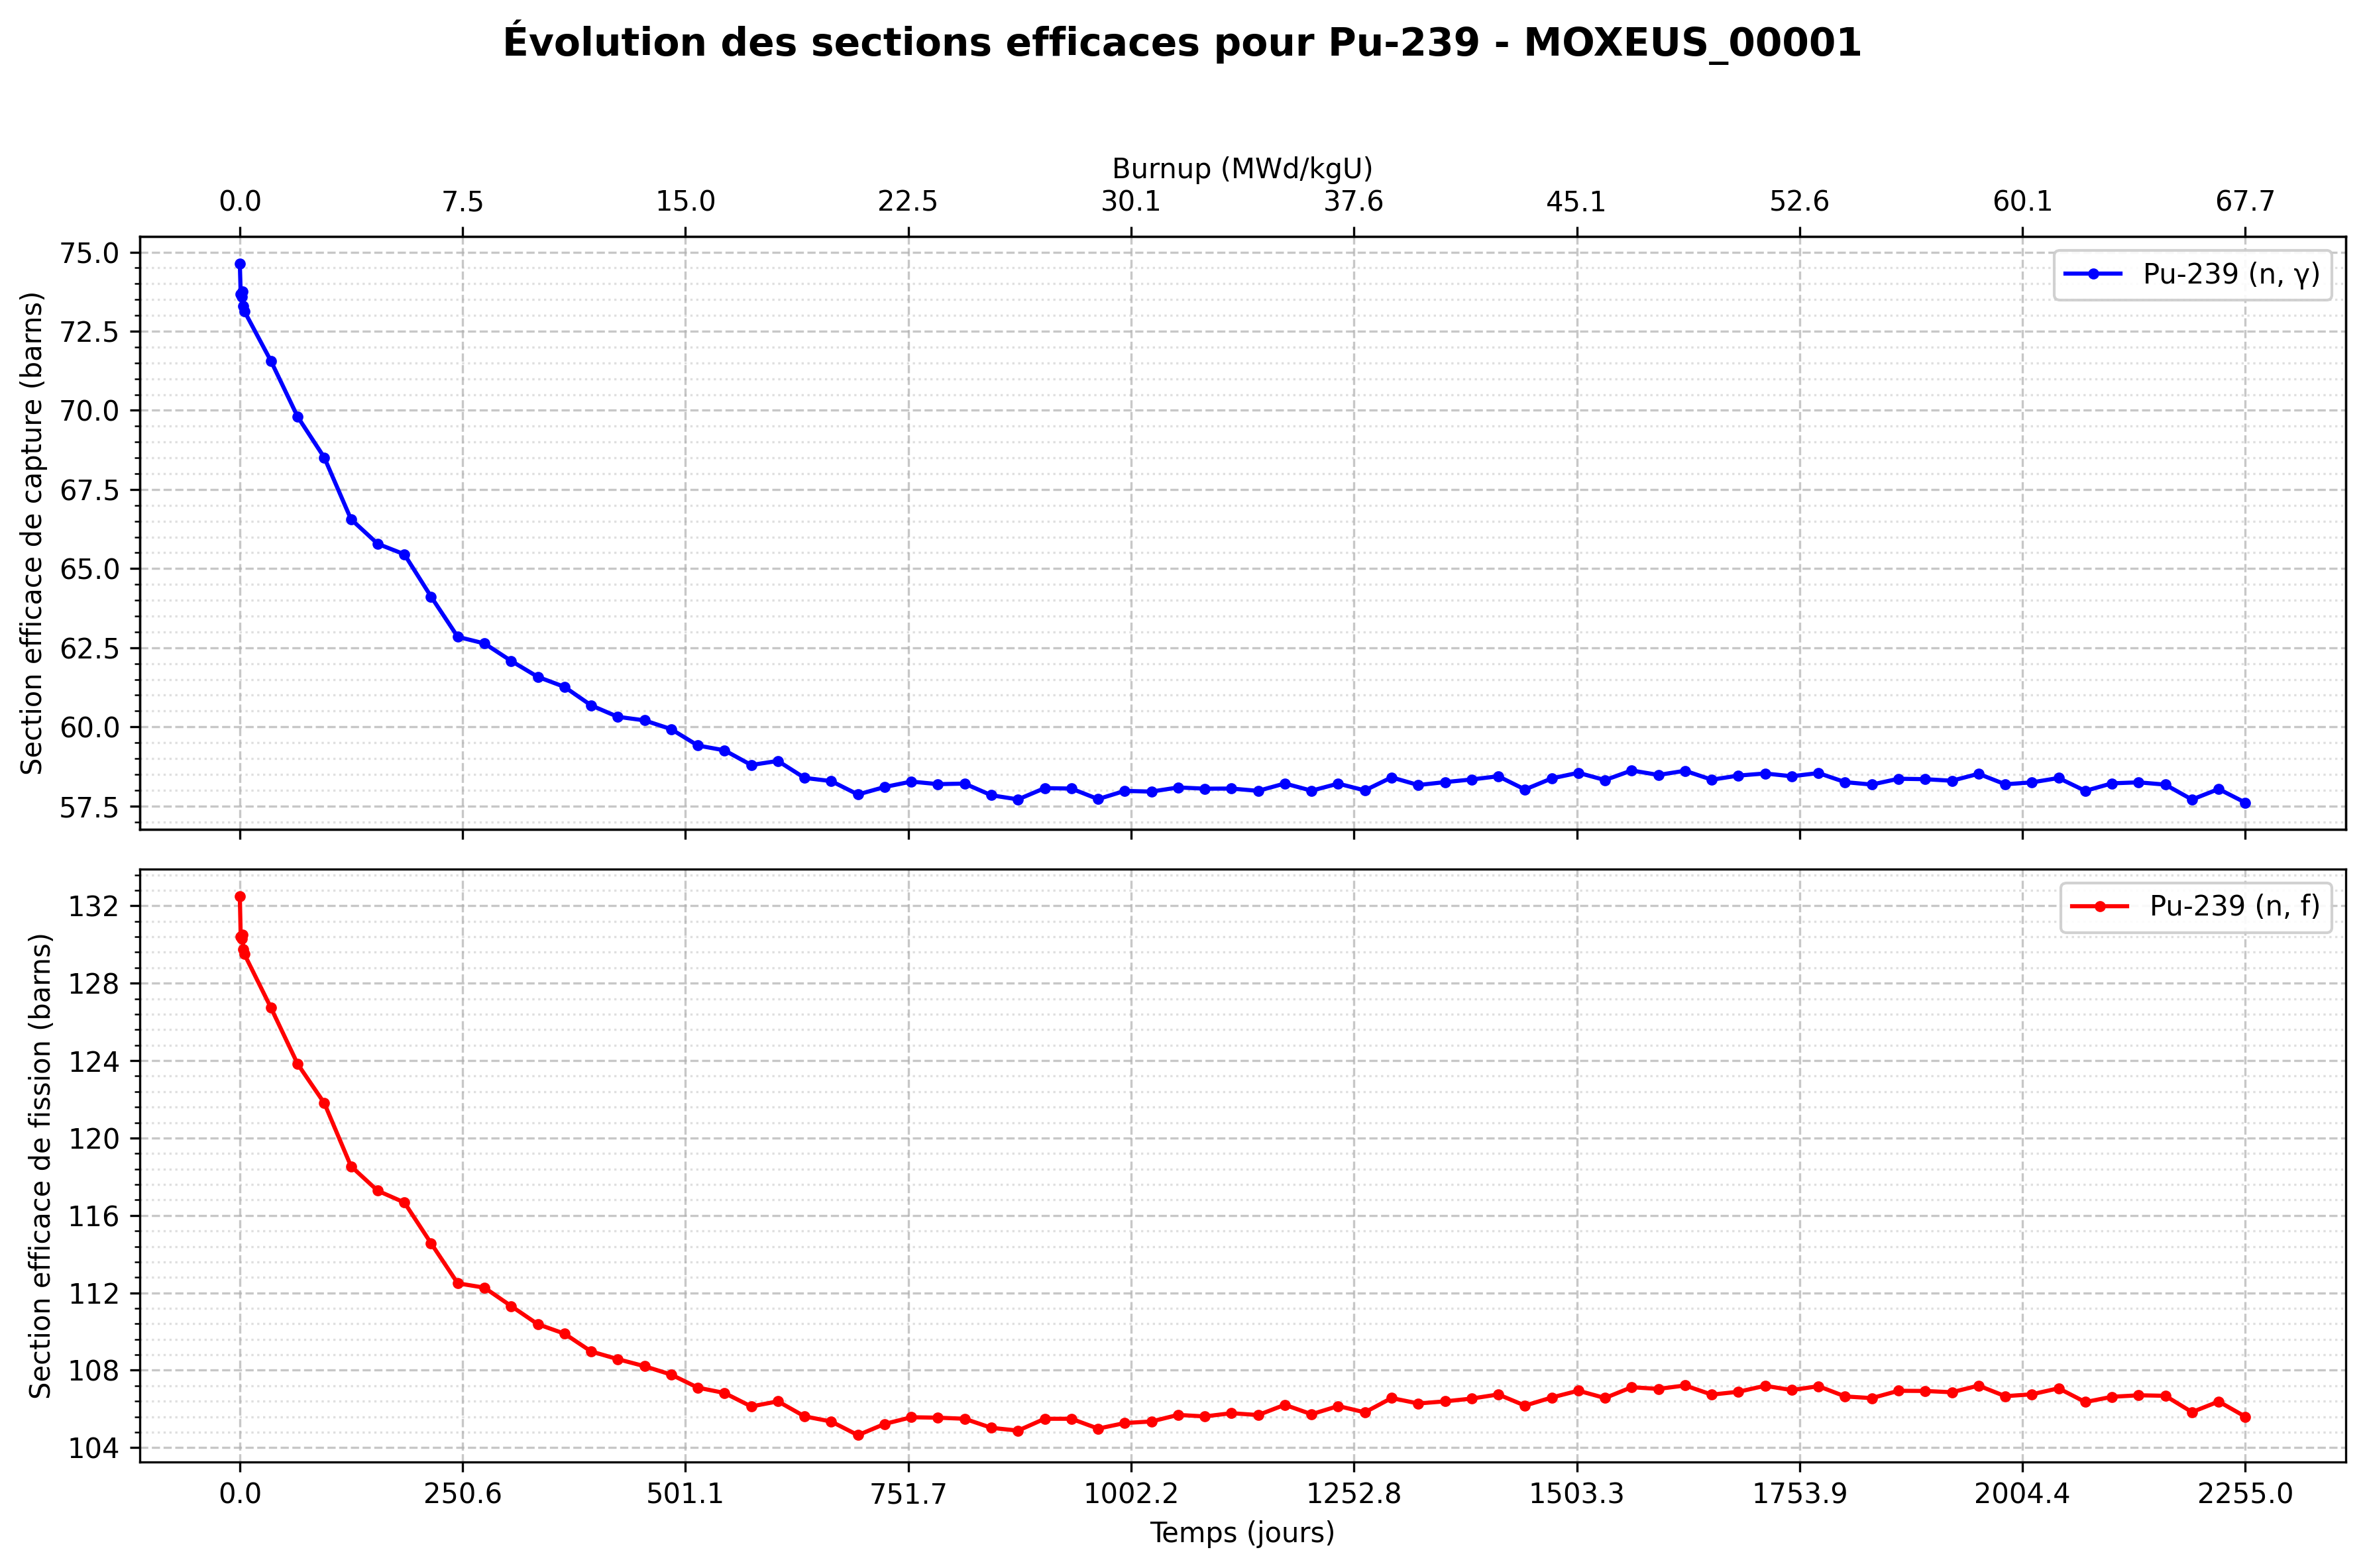 Évolution des sections efficaces pour Pu-239 - MOXEUS_00001
Burnup (MWd/kgU)
0.0 7.5 15.0 22.5 30.1 37.6 45.1 52.6 60.1 67.7
Section efficace de capture (barns)
75.0
72.5
70.0
67.5
65.0
62.5
60.0
57.5
Pu-239 (n, γ)
Section efficace de fission (barns)
132
128
124
120
116
112
108
104
Pu-239 (n, f)
0.0 250.6 501.1 751.7 1002.2 1252.8 1503.3 1753.9 2004.4 2255.0
Temps (jours)